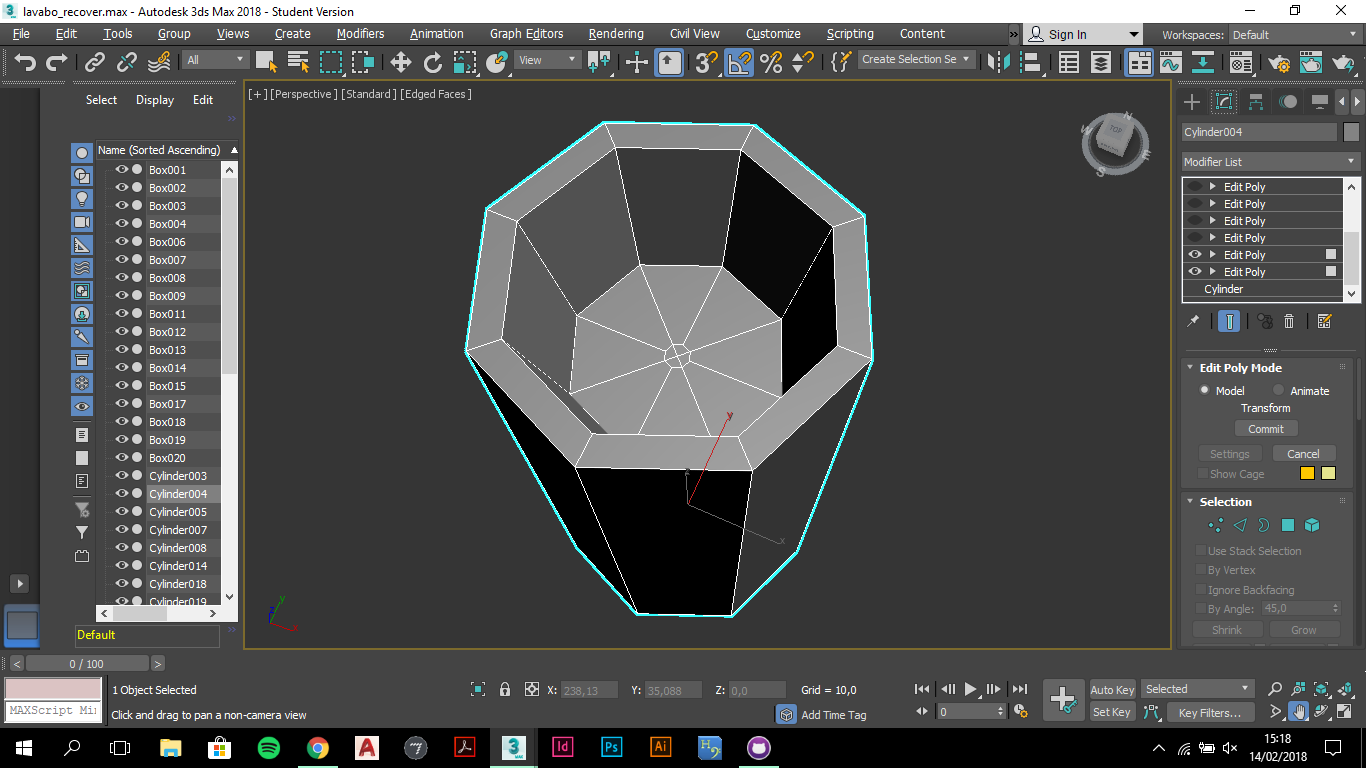 lavabo_recover.max - Autodesk 3ds Max 2018 - Student Version
File Edit Tools Group Views Create Modifiers Animation Graph Editors Rendering Civil View Customize Scripting Content » Sign In Workspaces: Default
All View Create Selection Se
Select Display Edit
Name (Sorted Ascending)
Box001
Box002
Box003
Box004
Box006
Box007
Box008
Box009
Box011
Box012
Box013
Box014
Box015
Box017
Box018
Box019
Box020
Cylinder003
Cylinder004
Cylinder005
Cylinder007
Cylinder008
Cylinder014
Cylinder018
Cylinder019
Default
[+] [Perspective] [Standard] [Edged Faces]
TOP
N
W
E
S
y
x
z
Cylinder004
Modifier List
Edit Poly
Edit Poly
Edit Poly
Edit Poly
Edit Poly
Edit Poly
Cylinder
Edit Poly Mode
Model Animate
Transform
Commit
Settings Cancel
Show Cage
Selection
Use Stack Selection
By Vertex
Ignore Backfacing
By Angle: 45,0
Shrink Grow
< 0 / 100 >
1 Object Selected X: 238,13 Y: 35,088 Z: 0,0 Grid = 10,0 Auto Key Selected
MAXScript Mi
Click and drag to pan a non-camera view Add Time Tag 0 Set Key Key Filters...
15:18
14/02/2018